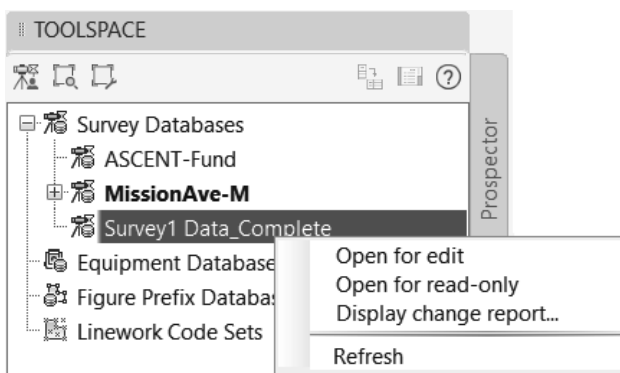 TOOLSPACE
Prospector
Survey Databases
ASCENT-Fund
MissionAve-M
Survey1 Data_Complete
Equipment Database
Figure Prefix Databa
Linework Code Sets
Open for edit
Open for read-only
Display change report...
Refresh